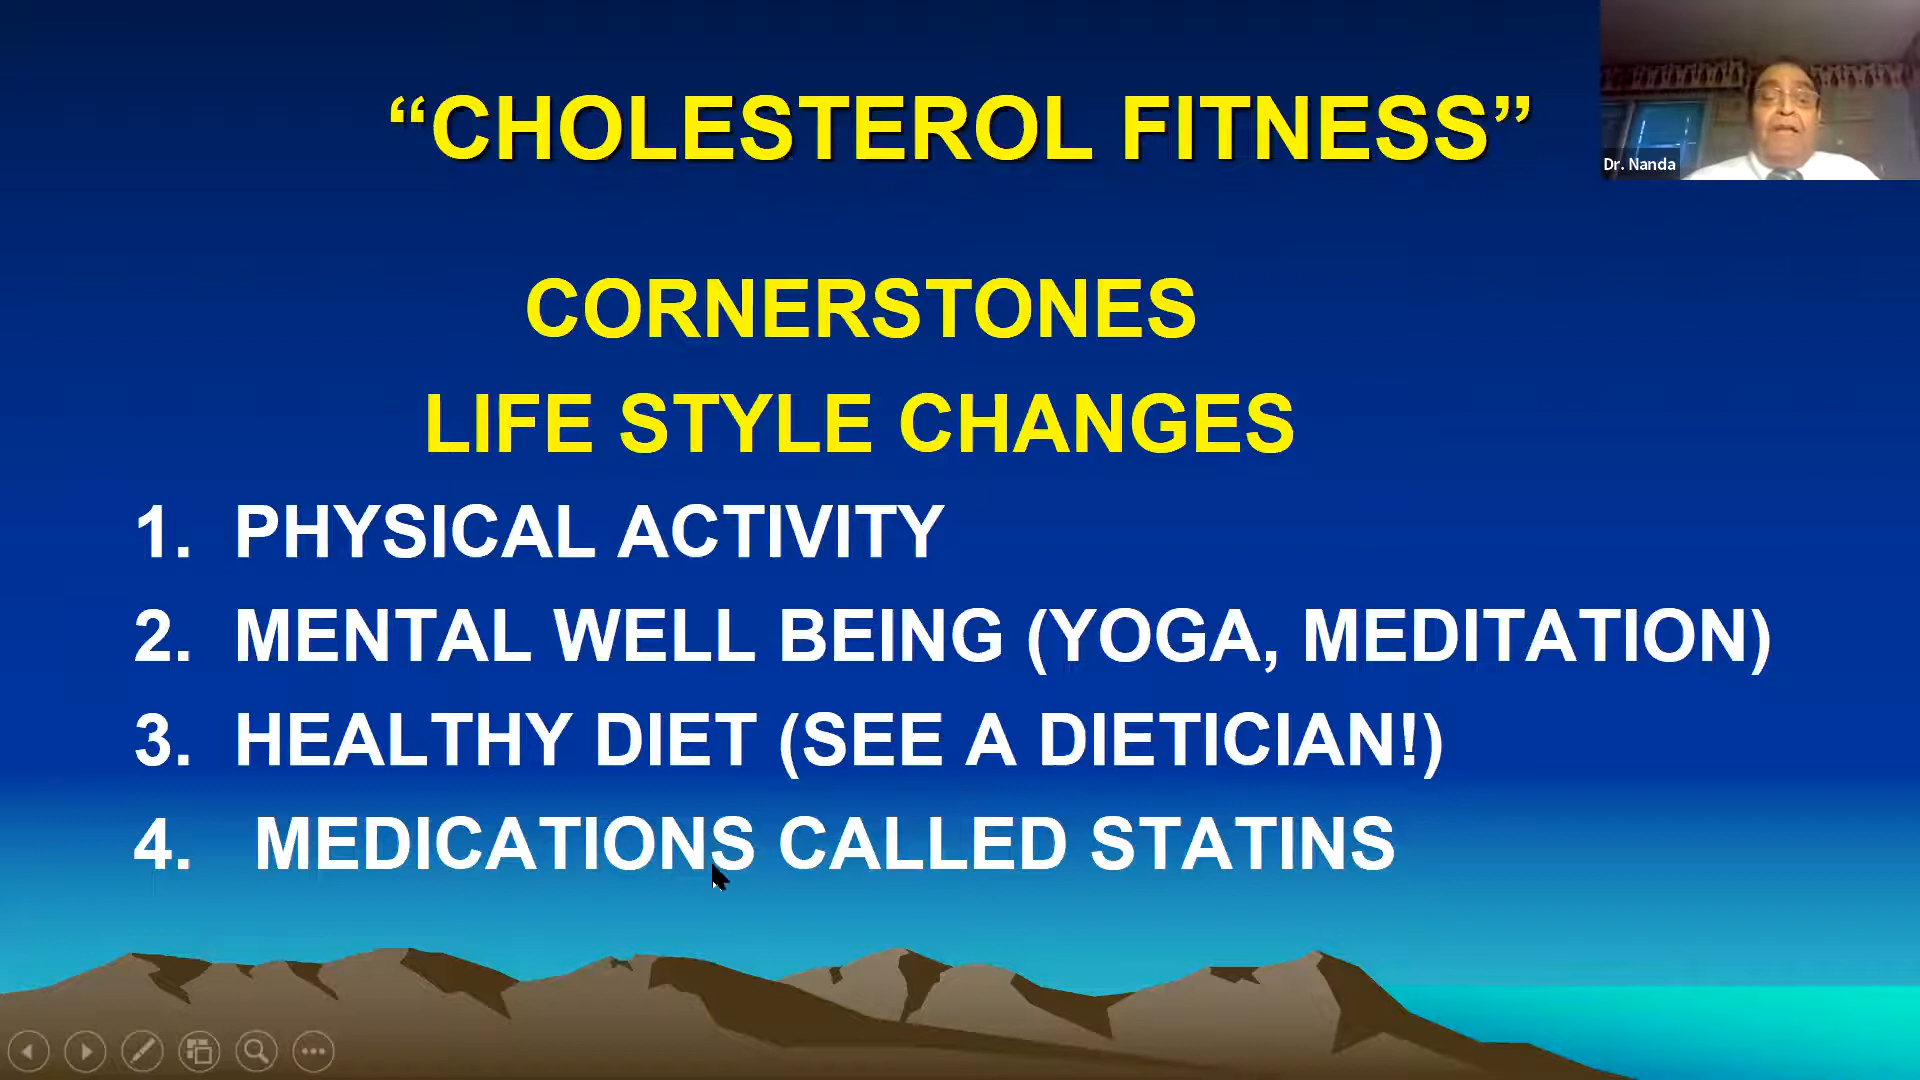 “CHOLESTEROL FITNESS”
Dr. Nanda
CORNERSTONES
LIFE STYLE CHANGES
1. PHYSICAL ACTIVITY
2. MENTAL WELL BEING (YOGA, MEDITATION)
3. HEALTHY DIET (SEE A DIETICIAN!)
4. MEDICATIONS CALLED STATINS